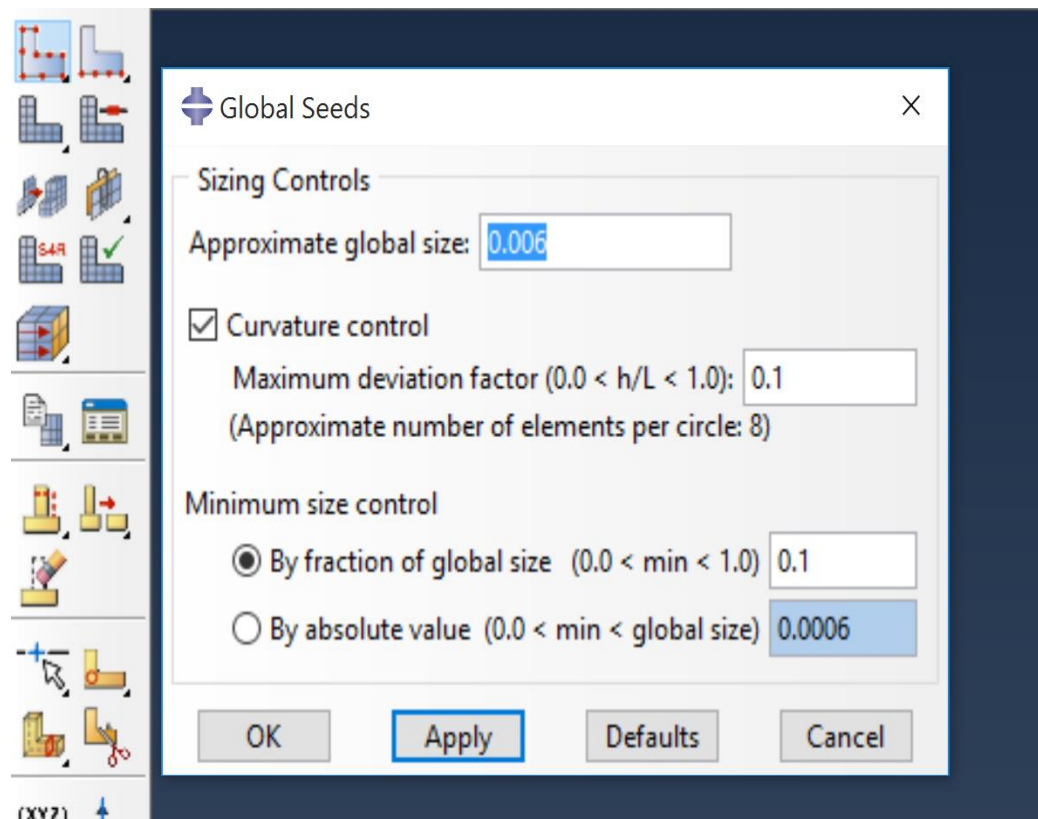 Global Seeds
Sizing Controls
Approximate global size: 0.006
Curvature control
Maximum deviation factor (0.0 < h/L < 1.0): 0.1
(Approximate number of elements per circle: 8)
Minimum size control
By fraction of global size (0.0 < min < 1.0) 0.1
By absolute value (0.0 < min < global size) 0.0006
OK Apply Defaults Cancel
S4R
(XYZ)